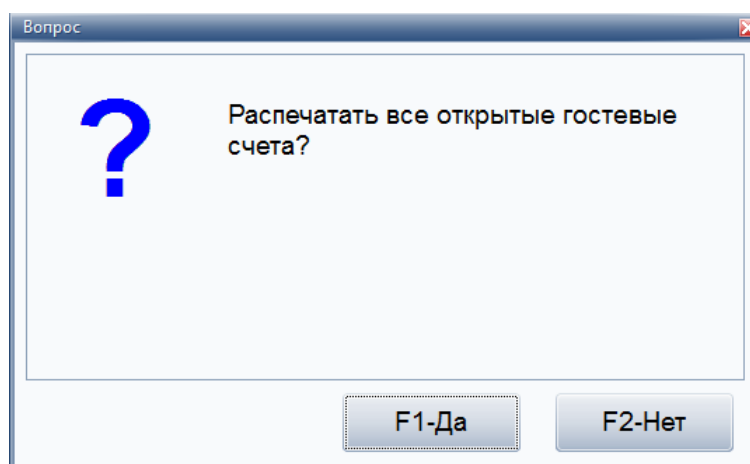 Вопрос
Распечатать все открытые гостевые
счета?
F1-Да
F2-Нет